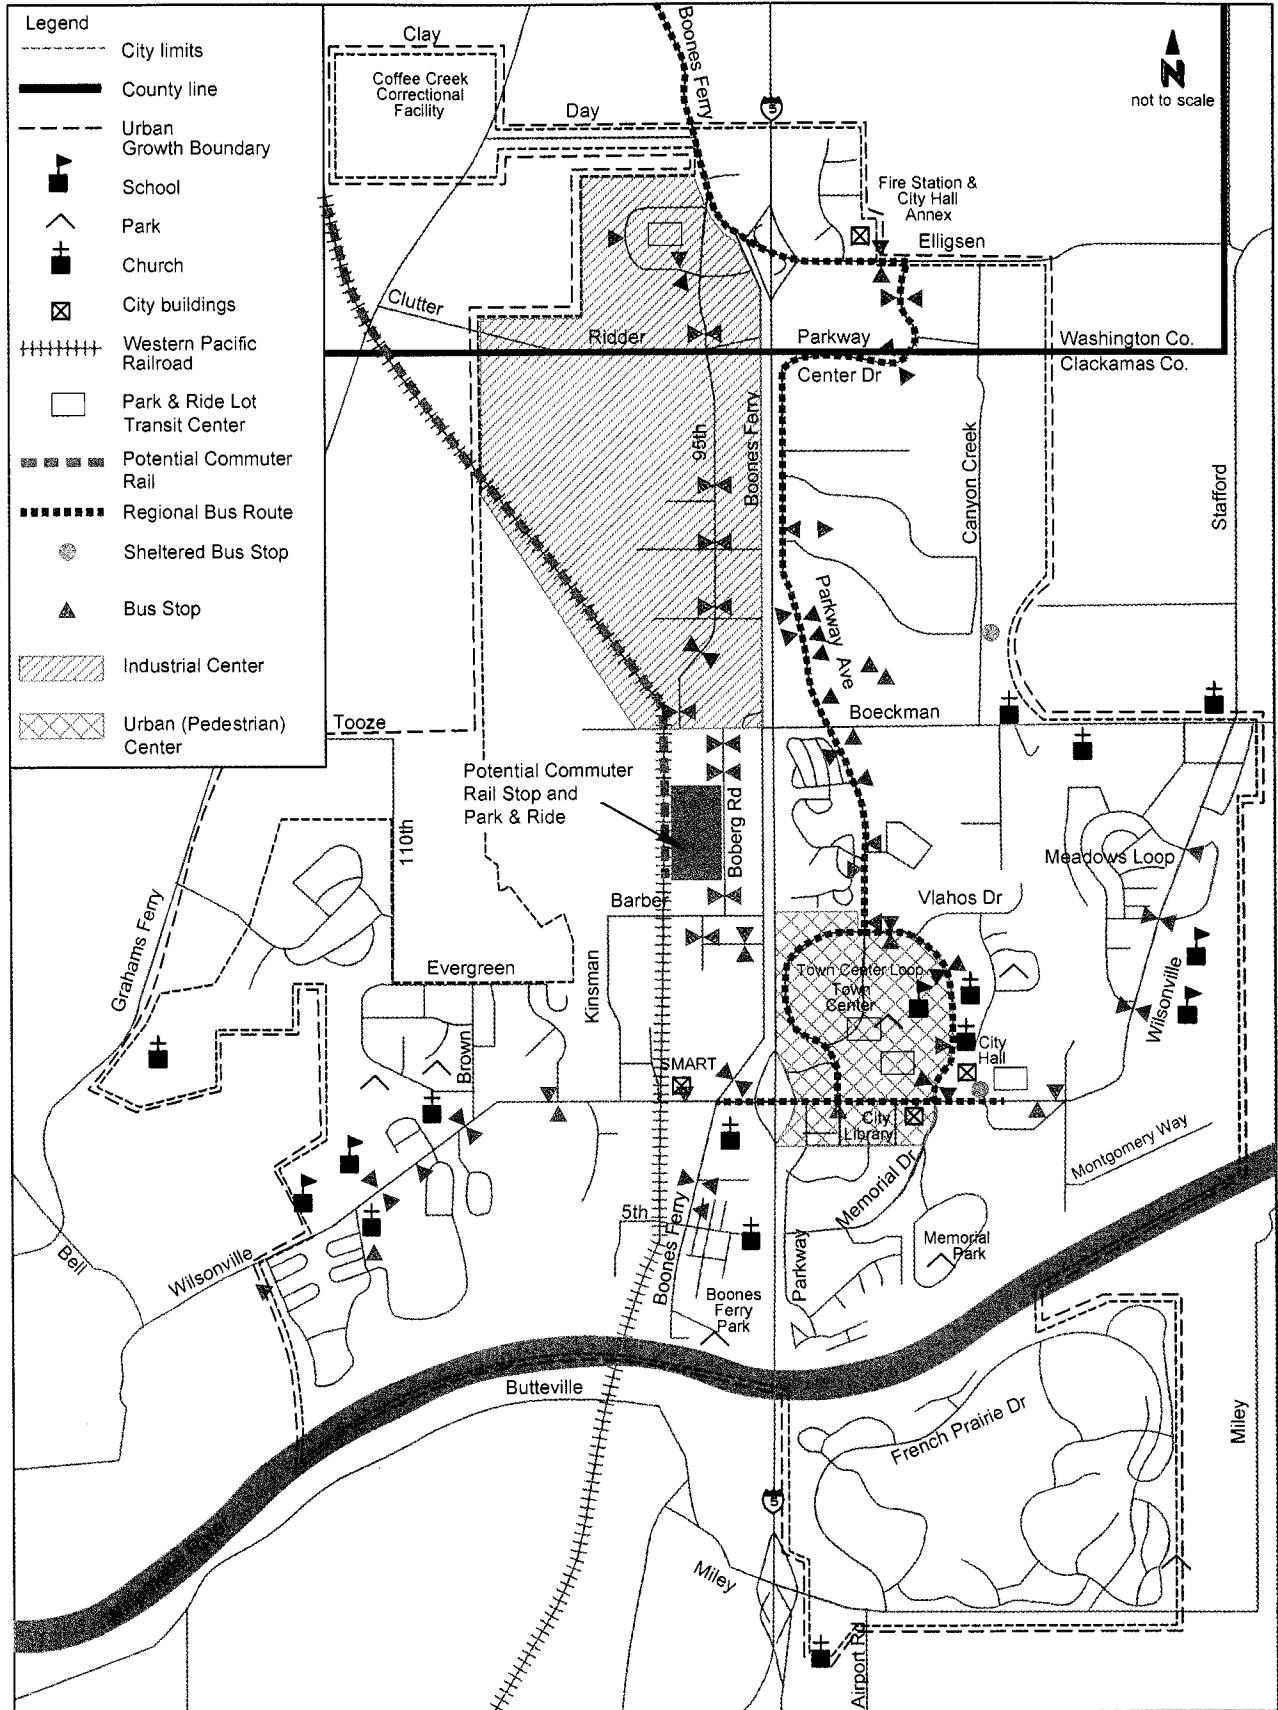 Legend
City limits
County line
Urban
Growth Boundary
School
Park
Church
City buildings
Western Pacific
Railroad
Park & Ride Lot
Transit Center
Potential Commuter
Rail
Regional Bus Route
Sheltered Bus Stop
Bus Stop
Industrial Center
Urban (Pedestrian)
Center
Clay
Coffee Creek
Correctional
Facility
Day
Boones Ferry
5
N
not to scale
Fire Station &
City Hall
Annex
Elligsen
Clutter
Ridder
Parkway
Center Dr
Washington Co.
Clackamas Co.
95th
Boones Ferry
Canyon Creek
Stafford
Parkway Ave
Boeckman
Tooze
Potential Commuter
Rail Stop and
Park & Ride
Boberg Rd
110th
Meadows Loop
Barber
Vlahos Dr
Grahams Ferry
Evergreen
Kinsman
Town Center Loop
Town
Center
Wilsonville
Brown
SMART
City
Hall
City
Library
Montgomery Way
Memorial Dr
5th
Boones Ferry
Parkway
Memorial
Park
Bell
Wilsonville
Boones
Ferry
Park
Butteville
French Prairie Dr
Miley
5
Miley
Airport Rd